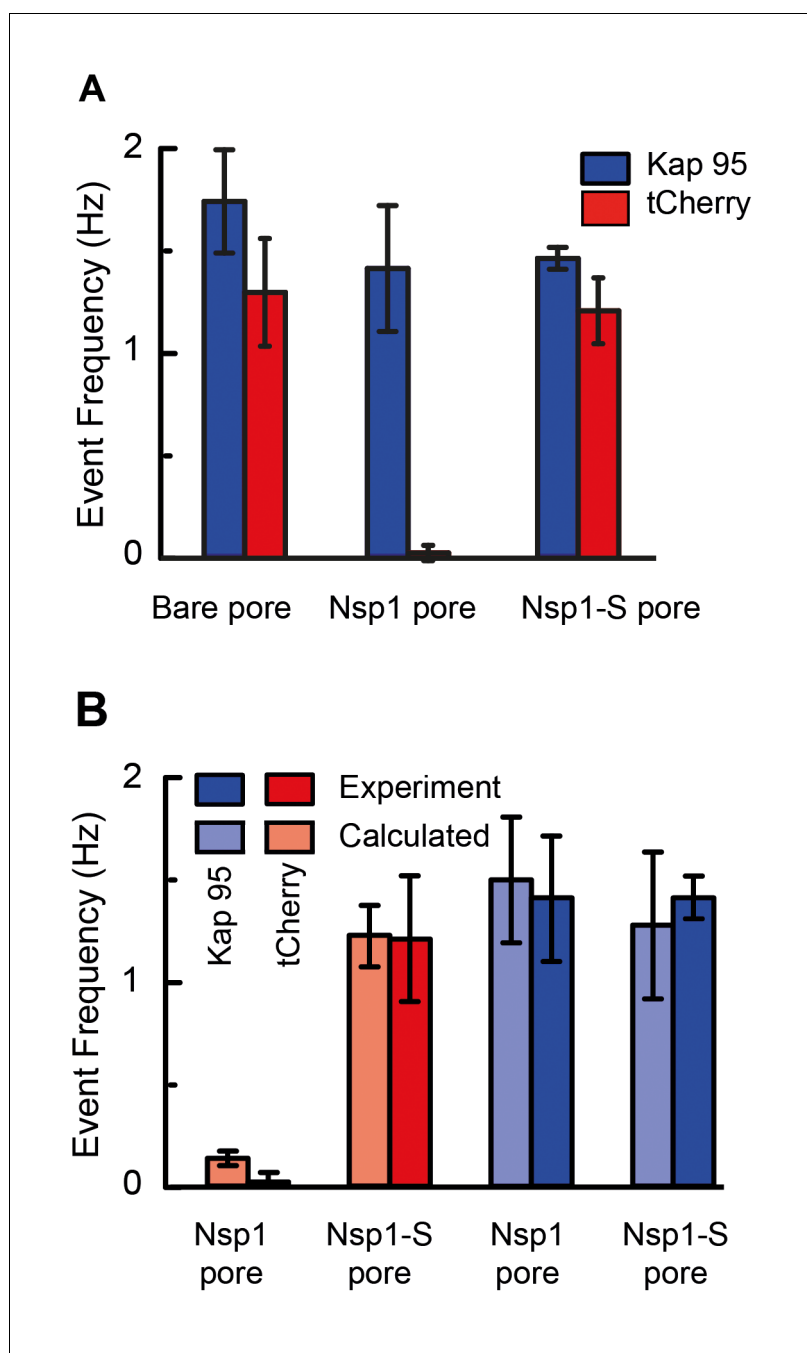 A
2
1
0
Event Frequency (Hz)
Kap 95
tCherry
Bare pore
Nsp1 pore
Nsp1-S pore
B
2
1
0
Event Frequency (Hz)
Experiment
Calculated
Kap 95
tCherry
Nsp1
pore
Nsp1-S
pore
Nsp1
pore
Nsp1-S
pore